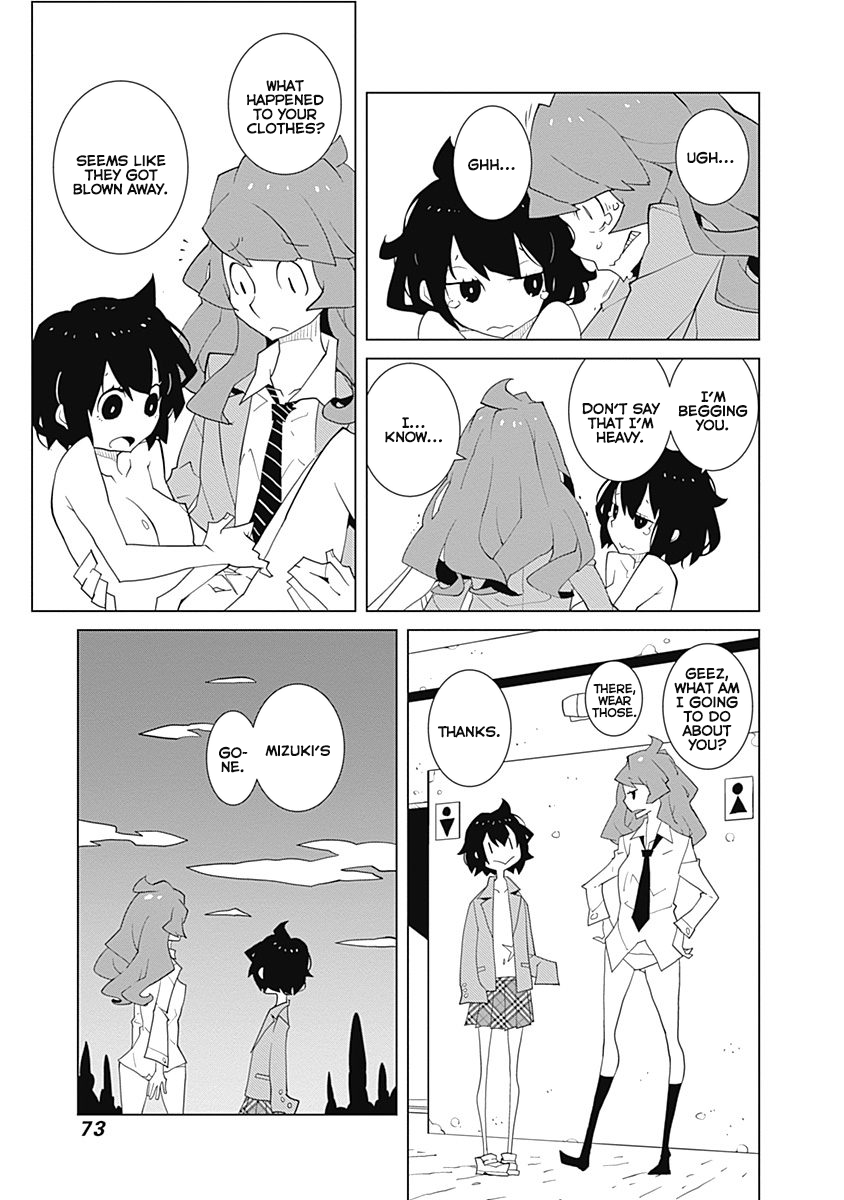 UGH...
GHH...
I'M
BEGGING
YOU.
DON'T SAY
THAT I'M
HEAVY.
I...
KNOW...
WHAT
HAPPENED
TO YOUR
CLOTHES?
SEEMS LIKE
THEY GOT
BLOWN AWAY.
GEEZ,
WHAT AM
I GOING
TO DO
ABOUT
YOU?
THERE,
WEAR
THOSE.
THANKS.
MIZUKI'S
GO-
NE.
73